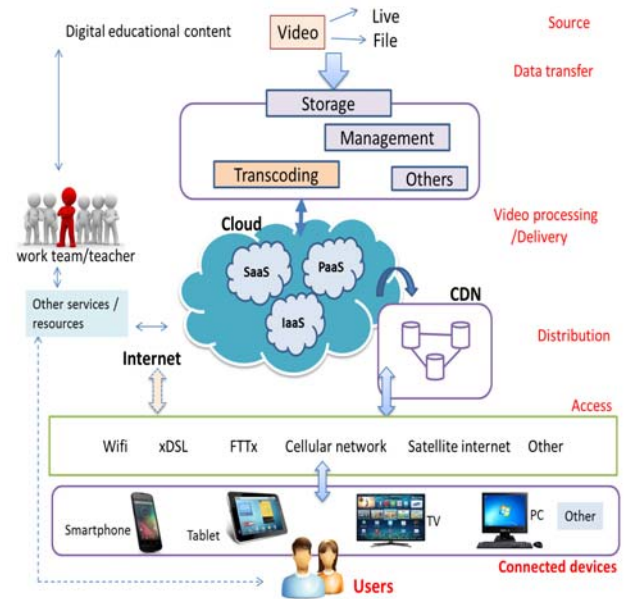 Digital educational content
Video
Live
File
Source
Data transfer
Storage
Management
Transcoding
Others
Video processing
/Delivery
Cloud
SaaS
PaaS
IaaS
work team/teacher
Other services /
resources
CDN
Distribution
Internet
Access
Wifi xDSL FTTx Cellular network Satellite internet Other
Smartphone
Tablet
TV
PC
Other
Connected devices
Users